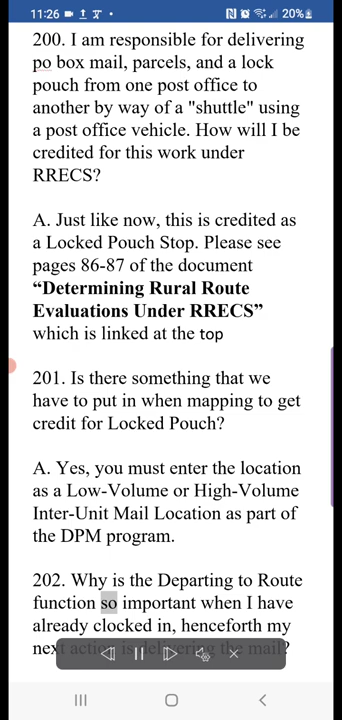 11:26
20%
200. I am responsible for delivering
po box mail, parcels, and a lock
pouch from one post office to
another by way of a "shuttle" using
a post office vehicle. How will I be
credited for this work under
RRECS?
A. Just like now, this is credited as
a Locked Pouch Stop. Please see
pages 86-87 of the document
“Determining Rural Route
Evaluations Under RRECS”
which is linked at the top
201. Is there something that we
have to put in when mapping to get
credit for Locked Pouch?
A. Yes, you must enter the location
as a Low-Volume or High-Volume
Inter-Unit Mail Location as part of
the DPM program.
202. Why is the Departing to Route
function so important when I have
already clocked in, henceforth my
next action is delivering the mail?